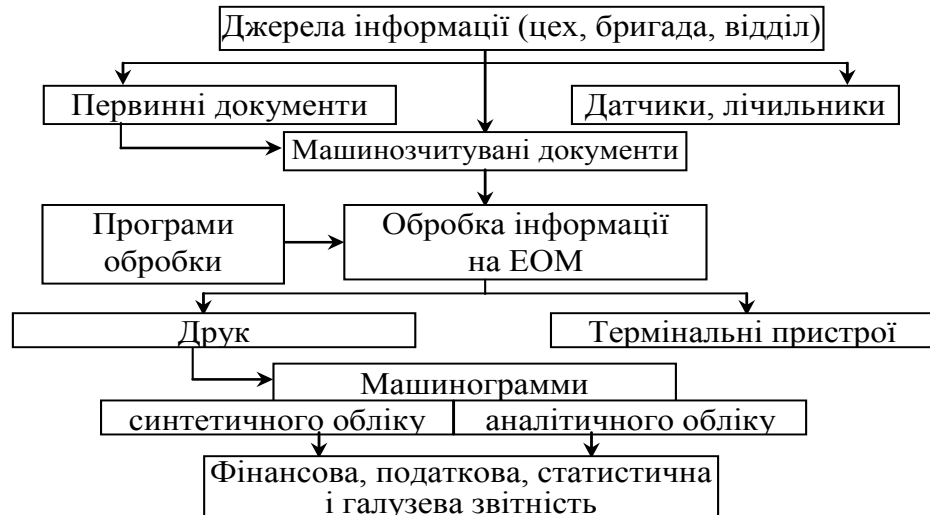 Джерела інформації (цех, бригада, відділ)
Первинні документи
Датчики, лічильники
Машинозчитувані документи
Програми
обробки
Обробка інформації
на ЕОМ
Друк
Термінальні пристрої
Машинограмми
синтетичного обліку
аналітичного обліку
Фінансова, податкова, статистична
і галузева звітність